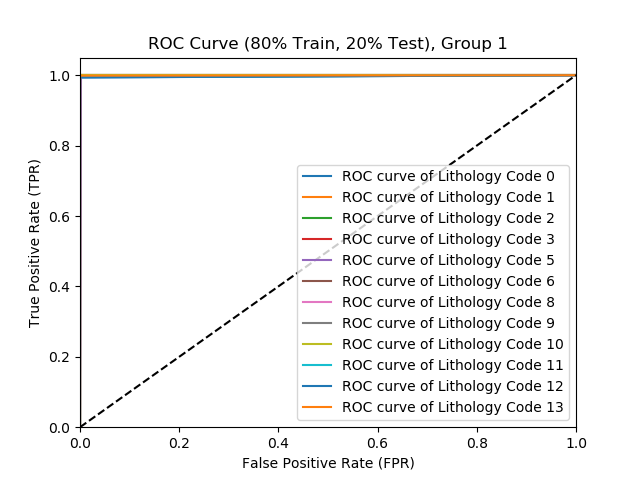 ROC Curve (80% Train, 20% Test), Group 1
1.0
0.8
0.6
0.4
0.2
0.0
True Positive Rate (TPR)
ROC curve of Lithology Code 0
ROC curve of Lithology Code 1
ROC curve of Lithology Code 2
ROC curve of Lithology Code 3
ROC curve of Lithology Code 5
ROC curve of Lithology Code 6
ROC curve of Lithology Code 8
ROC curve of Lithology Code 9
ROC curve of Lithology Code 10
ROC curve of Lithology Code 11
ROC curve of Lithology Code 12
ROC curve of Lithology Code 13
0.0 0.2 0.4 0.6 0.8 1.0
False Positive Rate (FPR)